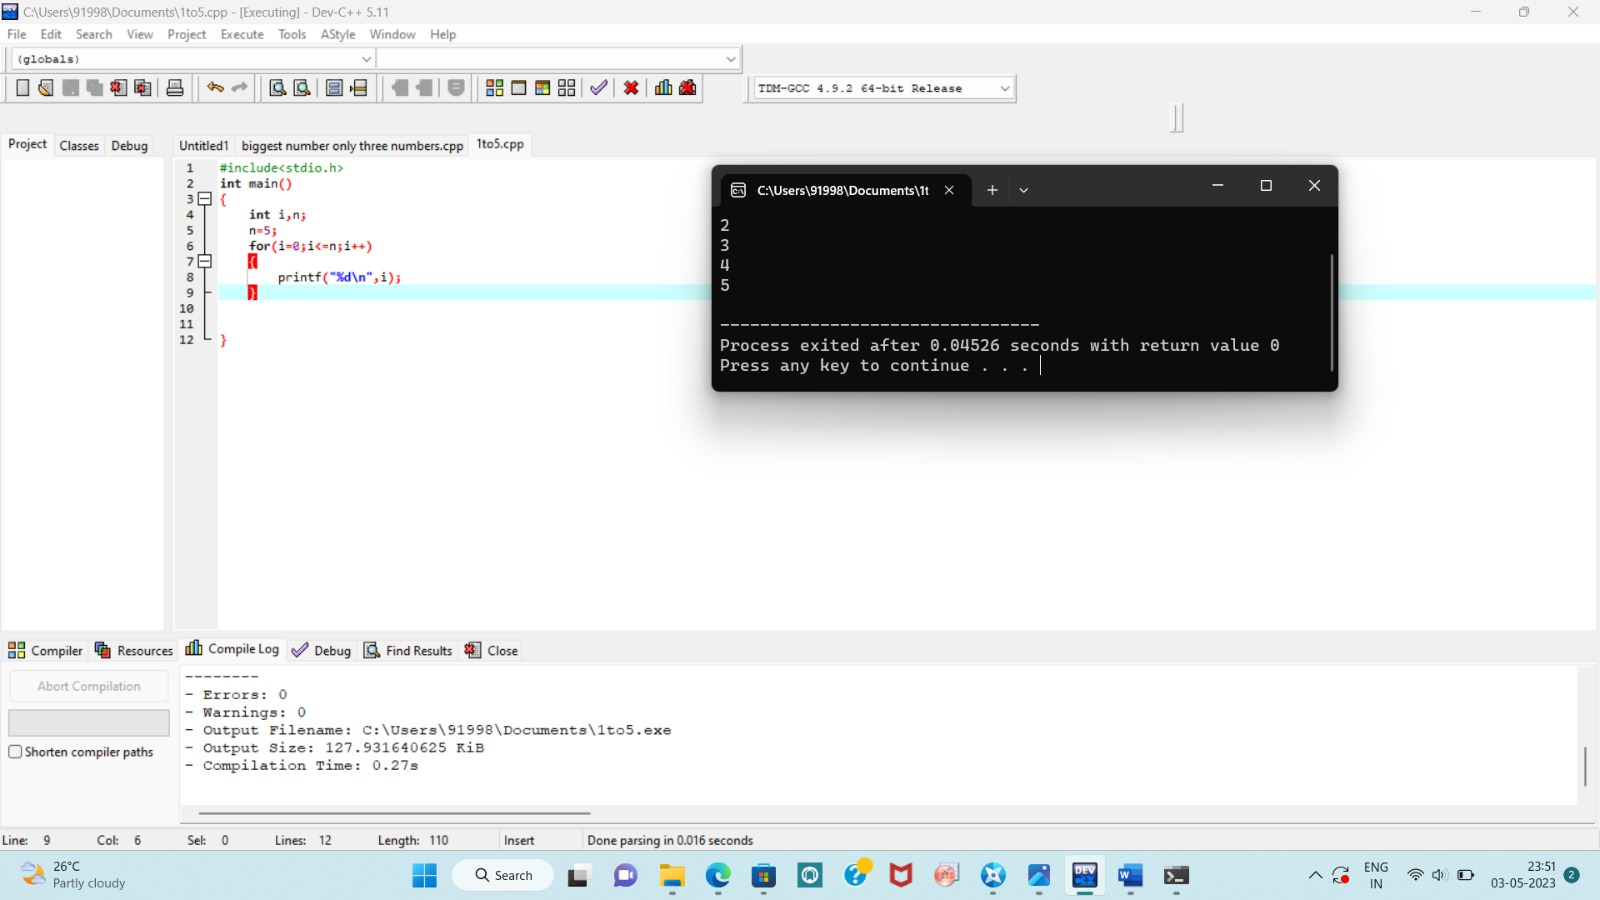 C:\Users\91998\Documents\1to5.cpp - [Executing] - Dev-C++ 5.11
File Edit Search View Project Execute Tools AStyle Window Help
(globals)
TDM-GCC 4.9.2 64-bit Release
Project Classes Debug
Untitled1 biggest number only three numbers.cpp 1to5.cpp
1 #include<stdio.h>
2 int main()
3 {
4 int i,n;
5 n=5;
6 for(i=0;i<=n;i++)
7 {
8 printf("%d\n",i);
9 }
10
11
12 }
C:\Users\91998\Documents\1t
2
3
4
5
--------------------------------
Process exited after 0.04526 seconds with return value 0
Press any key to continue . . .
Compiler Resources Compile Log Debug Find Results Close
Abort Compilation
Shorten compiler paths
--------
- Errors: 0
- Warnings: 0
- Output Filename: C:\Users\91998\Documents\1to5.exe
- Output Size: 127.931640625 KiB
- Compilation Time: 0.27s
Line: 9 Col: 6 Sel: 0 Lines: 12 Length: 110 Insert Done parsing in 0.016 seconds
26°C
Partly cloudy
Search
DEV
W
ENG
IN
23:51
03-05-2023
2